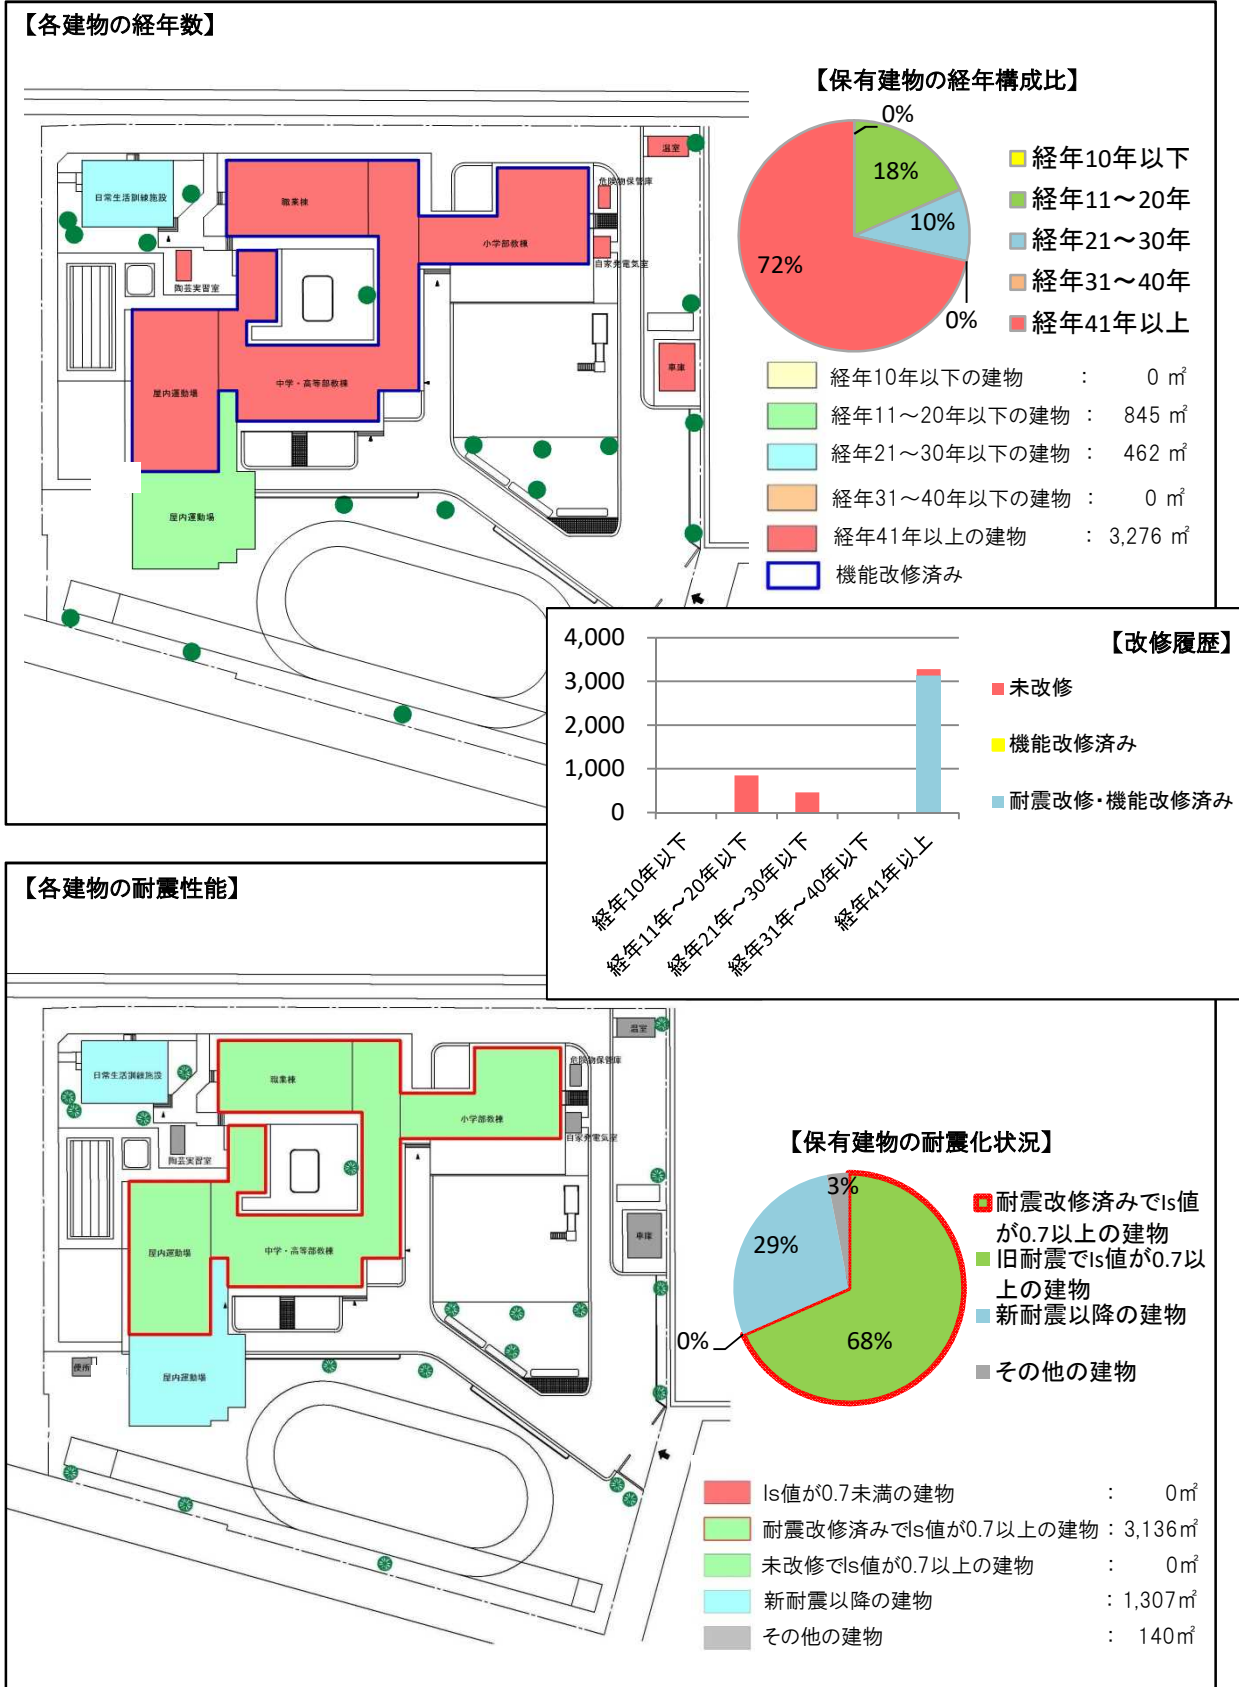 【各建物の経年数】
日常生活訓練施設
職業棟
小学部教棟
温室
危険物保管庫
自家発電気室
陶芸実習室
車庫
屋内運動場
中学・高等部教棟
屋内運動場
【保有建物の経年構成比】
0%
18%
10%
72%
0%
経年10年以下
経年11～20年
経年21～30年
経年31～40年
経年41年以上
経年10年以下の建物 ： 0 ㎡
経年11～20年以下の建物 ： 845 ㎡
経年21～30年以下の建物 ： 462 ㎡
経年31～40年以下の建物 ： 0 ㎡
経年41年以上の建物 ： 3,276 ㎡
機能改修済み
【改修履歴】
4,000
3,000
2,000
1,000
0
経年10年以下
経年11年～20年以下
経年21年～30年以下
経年31年～40年以下
経年41年以上
未改修
機能改修済み
耐震改修・機能改修済み
【各建物の耐震性能】
日常生活訓練施設
職業棟
小学部教棟
温室
危険物保管庫
自家発電気室
陶芸実習室
車庫
屋内運動場
中学・高等部教棟
便所
屋内運動場
【保有建物の耐震化状況】
3%
29%
0%
68%
耐震改修済みでIs値
が0.7以上の建物
旧耐震でIs値が0.7以
上の建物
新耐震以降の建物
その他の建物
Is値が0.7未満の建物 ： 0㎡
耐震改修済みでIs値が0.7以上の建物 ： 3,136㎡
未改修でIs値が0.7以上の建物 ： 0㎡
新耐震以降の建物 ： 1,307㎡
その他の建物 ： 140㎡